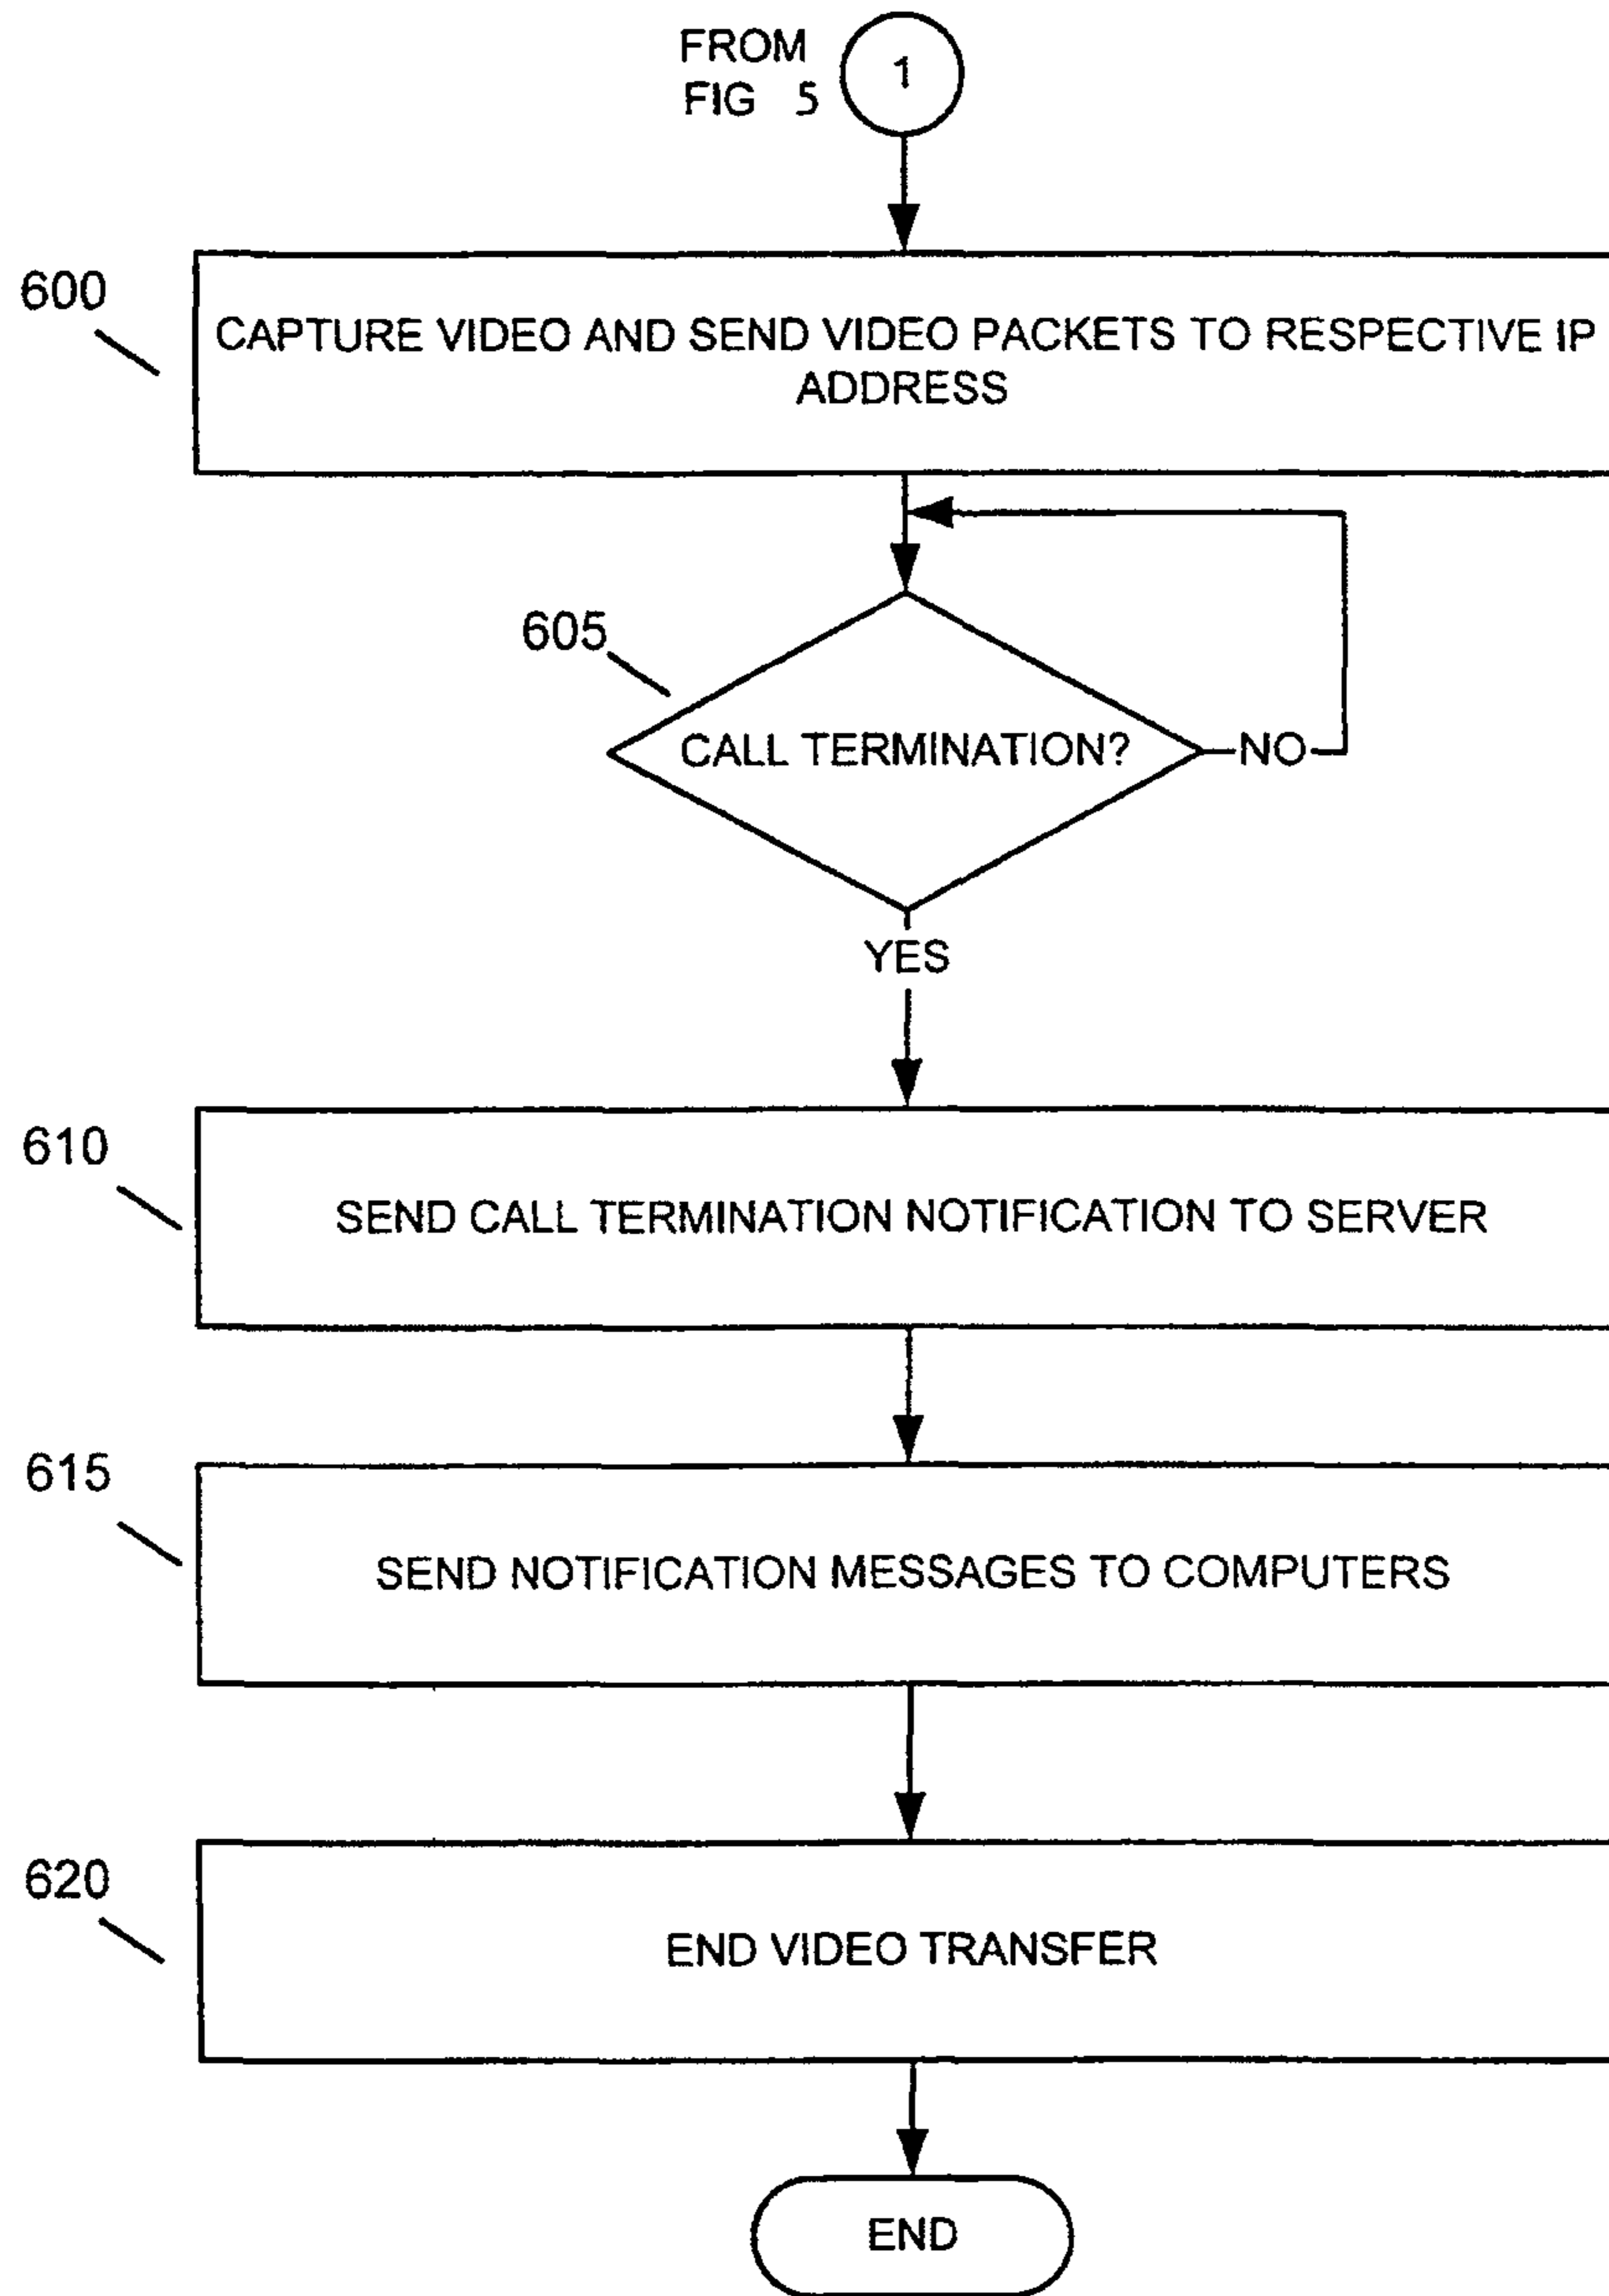 FROM
FIG 5
1
600
CAPTURE VIDEO AND SEND VIDEO PACKETS TO RESPECTIVE IP
ADDRESS
605
CALL TERMINATION?
NO
YES
610
SEND CALL TERMINATION NOTIFICATION TO SERVER
615
SEND NOTIFICATION MESSAGES TO COMPUTERS
620
END VIDEO TRANSFER
END